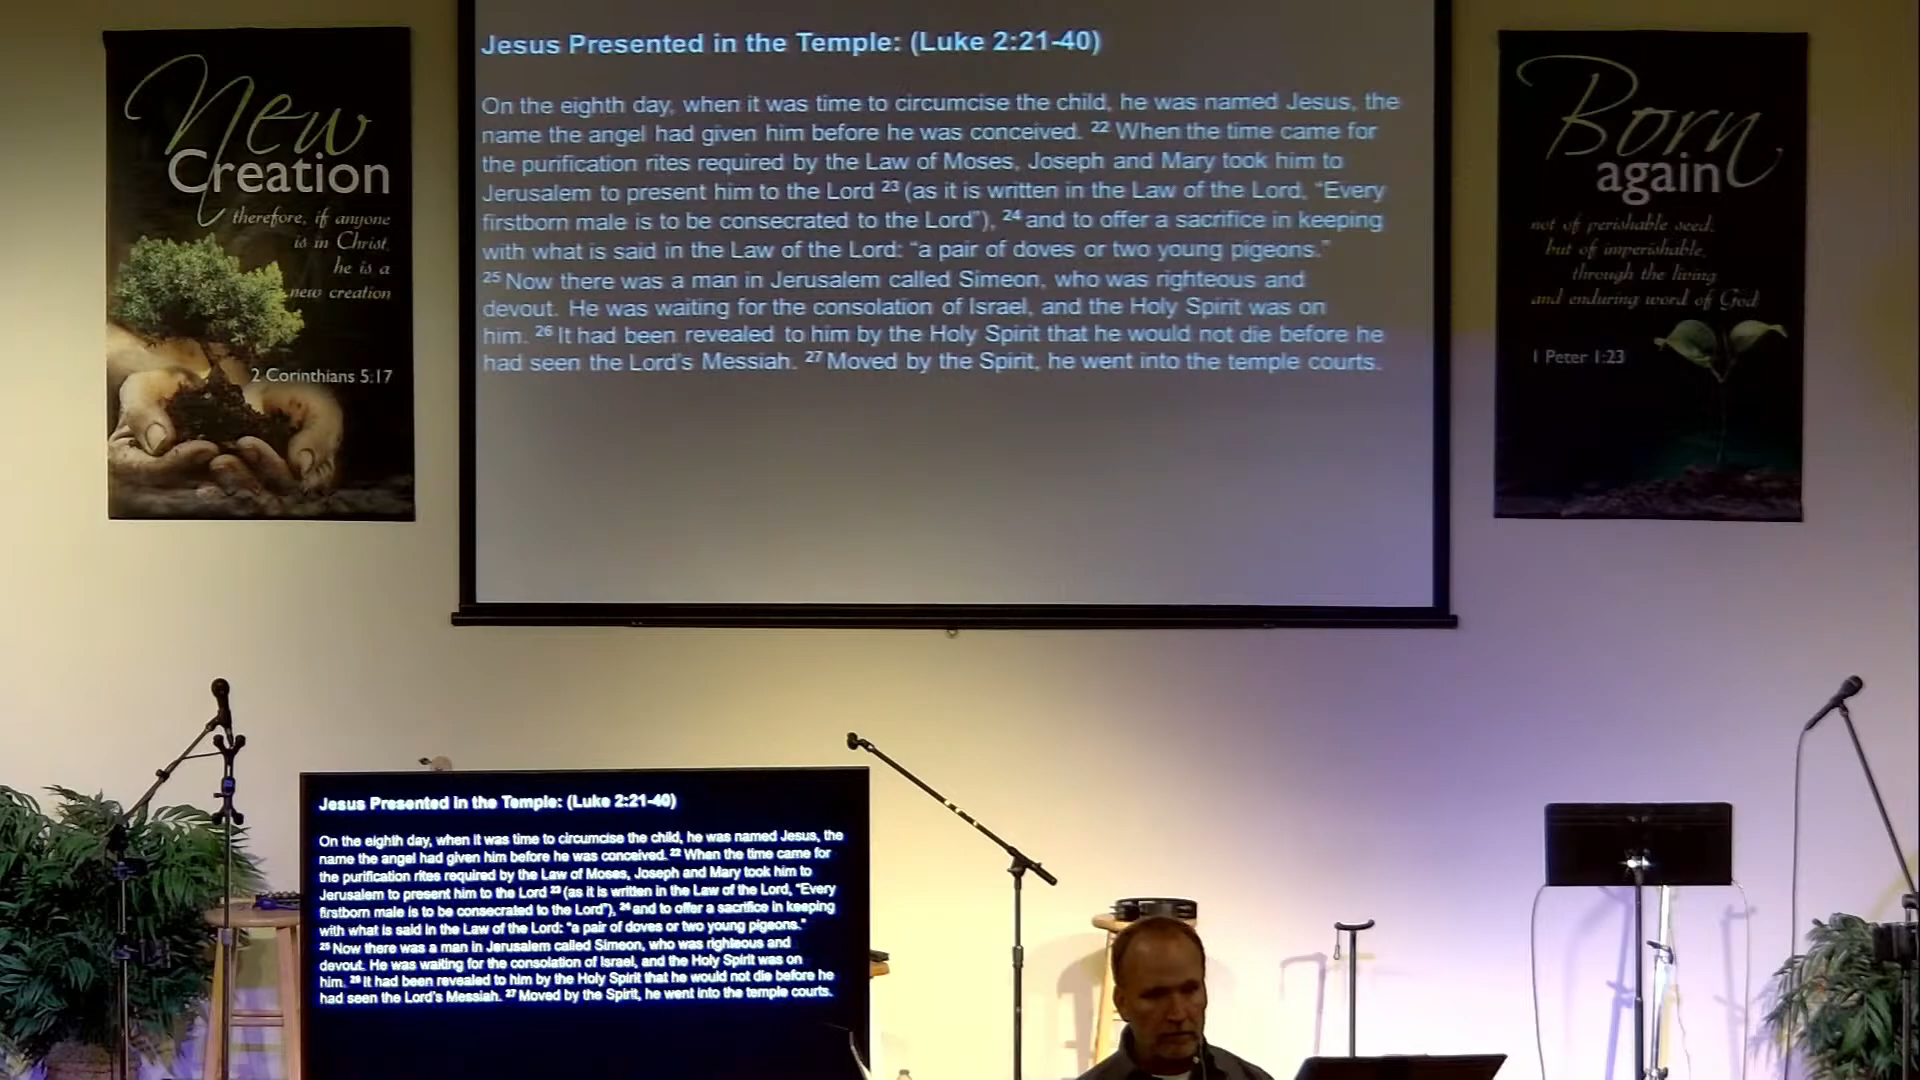 New
Creation
therefore, if anyone
is in Christ,
he is a
new creation
2 Corinthians 5:17
Jesus Presented in the Temple: (Luke 2:21-40)
On the eighth day, when it was time to circumcise the child, he was named Jesus, the
name the angel had given him before he was conceived. 22 When the time came for
the purification rites required by the Law of Moses, Joseph and Mary took him to
Jerusalem to present him to the Lord 23 (as it is written in the Law of the Lord, “Every
firstborn male is to be consecrated to the Lord”), 24 and to offer a sacrifice in keeping
with what is said in the Law of the Lord: “a pair of doves or two young pigeons.”
25 Now there was a man in Jerusalem called Simeon, who was righteous and
devout. He was waiting for the consolation of Israel, and the Holy Spirit was on
him. 26 It had been revealed to him by the Holy Spirit that he would not die before he
had seen the Lord’s Messiah. 27 Moved by the Spirit, he went into the temple courts.
Born
again
not of perishable seed,
but of imperishable,
through the living
and enduring word of God
1 Peter 1:23
Jesus Presented in the Temple: (Luke 2:21-40)
On the eighth day, when it was time to circumcise the child, he was named Jesus, the
name the angel had given him before he was conceived. 22 When the time came for
the purification rites required by the Law of Moses, Joseph and Mary took him to
Jerusalem to present him to the Lord 23 (as it is written in the Law of the Lord, “Every
firstborn male is to be consecrated to the Lord”), 24 and to offer a sacrifice in keeping
with what is said in the Law of the Lord: “a pair of doves or two young pigeons.”
25 Now there was a man in Jerusalem called Simeon, who was righteous and
devout. He was waiting for the consolation of Israel, and the Holy Spirit was on
him. 26 It had been revealed to him by the Holy Spirit that he would not die before he
had seen the Lord’s Messiah. 27 Moved by the Spirit, he went into the temple courts.